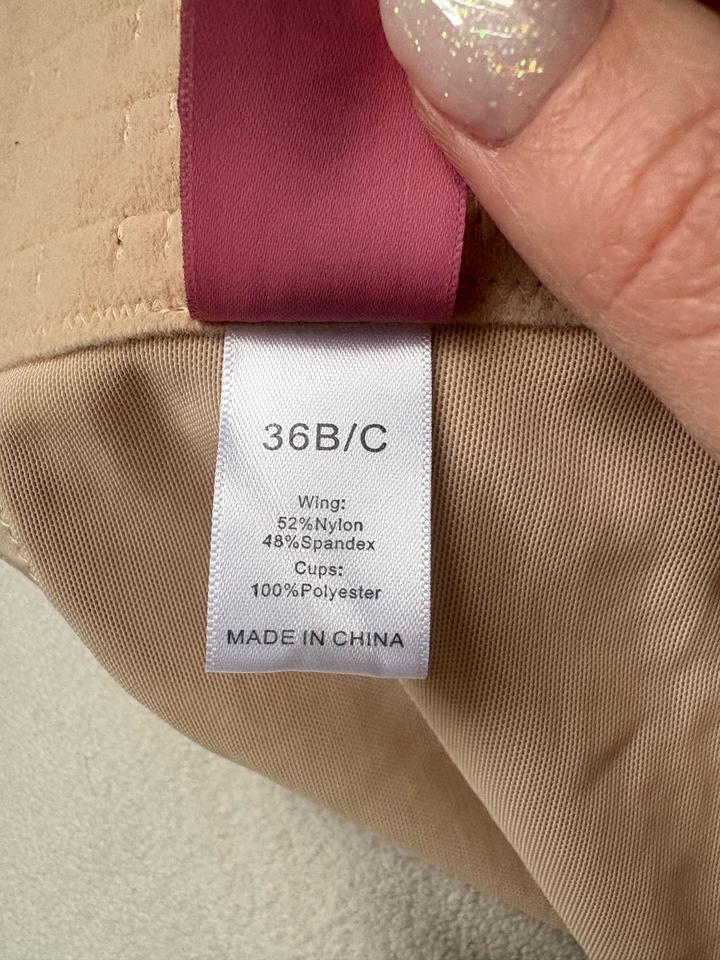 36B/C
Wing:
52%Nylon
48%Spandex
Cups:
100%Polyester
MADE IN CHINA